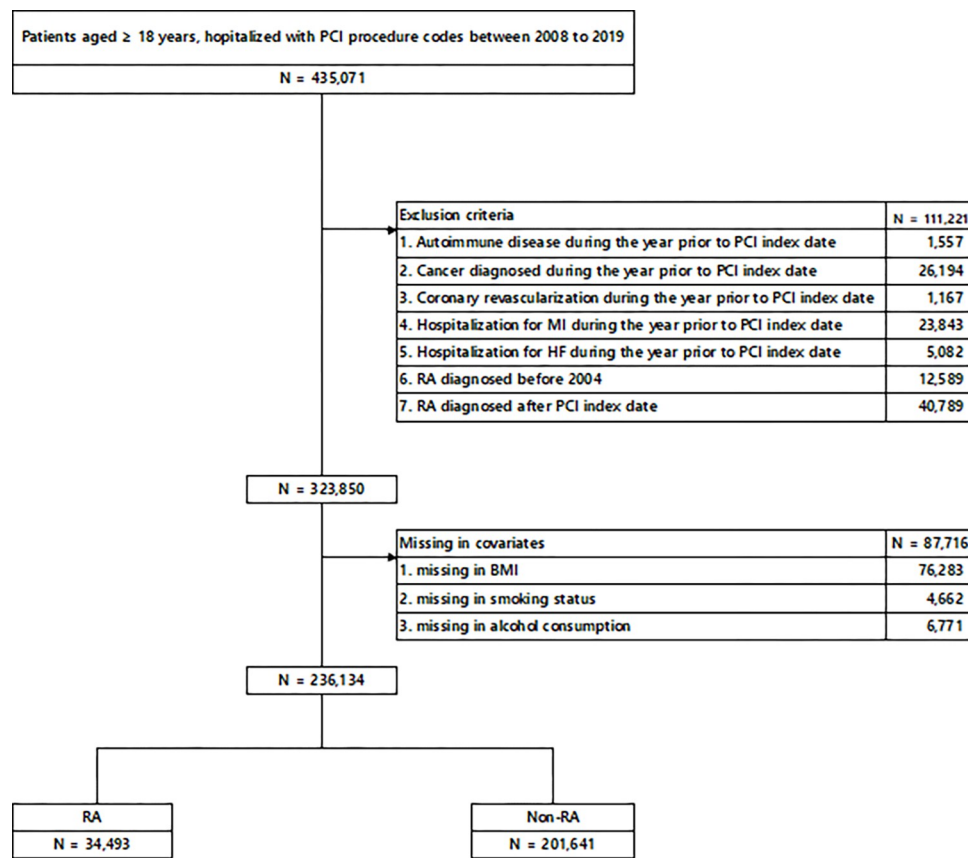 Patients aged ≥ 18 years, hopitalized with PCI procedure codes between 2008 to 2019
N = 435,071
Exclusion criteria N = 111,221
1. Autoimmune disease during the year prior to PCI index date 1,557
2. Cancer diagnosed during the year prior to PCI index date 26,194
3. Coronary revascularization during the year prior to PCI index date 1,167
4. Hospitalization for MI during the year prior to PCI index date 23,843
5. Hospitalization for HF during the year prior to PCI index date 5,082
6. RA diagnosed before 2004 12,589
7. RA diagnosed after PCI index date 40,789
N = 323,850
Missing in covariates N = 87,716
1. missing in BMI 76,283
2. missing in smoking status 4,662
3. missing in alcohol consumption 6,771
N = 236,134
RA Non-RA
N = 34,493 N = 201,641